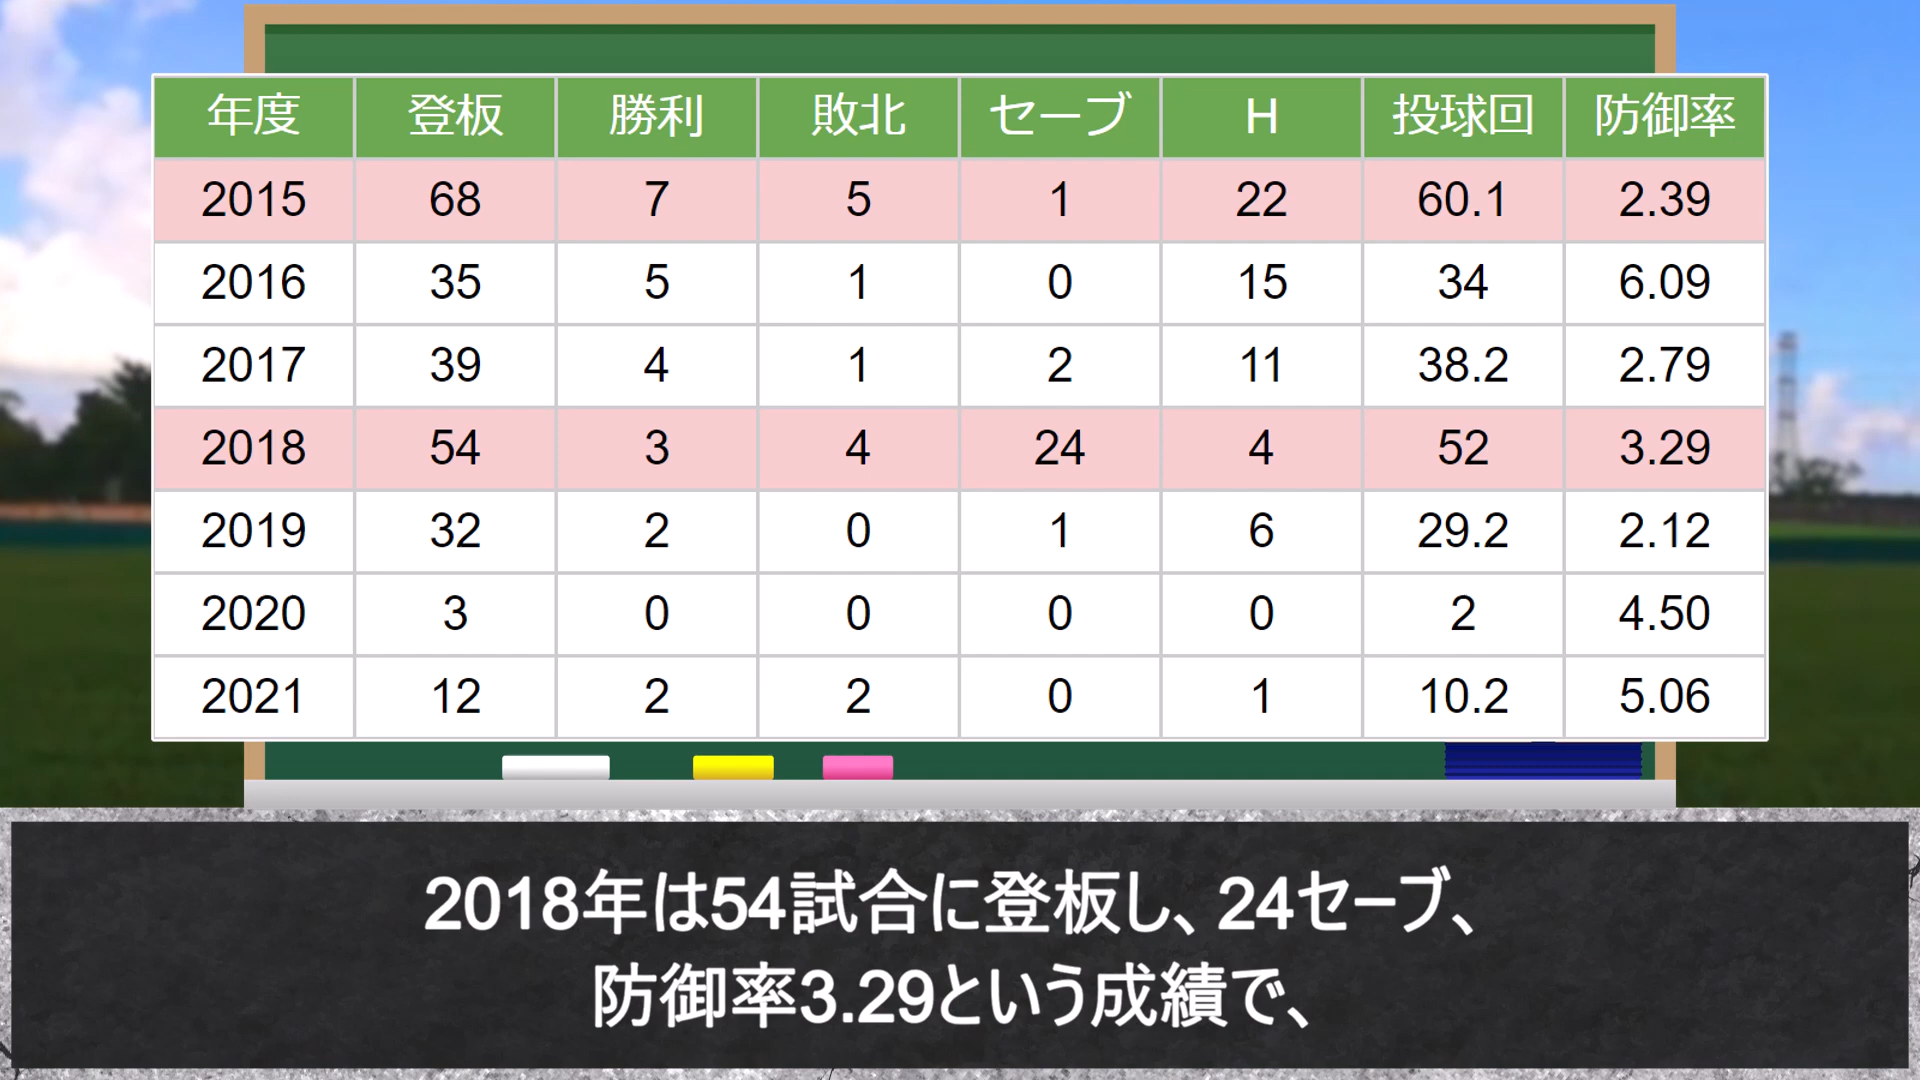 年度 登板 勝利 敗北 セーブ H 投球回 防御率
2015 68 7 5 1 22 60.1 2.39
2016 35 5 1 0 15 34 6.09
2017 39 4 1 2 11 38.2 2.79
2018 54 3 4 24 4 52 3.29
2019 32 2 0 1 6 29.2 2.12
2020 3 0 0 0 0 2 4.50
2021 12 2 2 0 1 10.2 5.06
2018年は54試合に登板し、24セーブ、
防御率3.29という成績で、